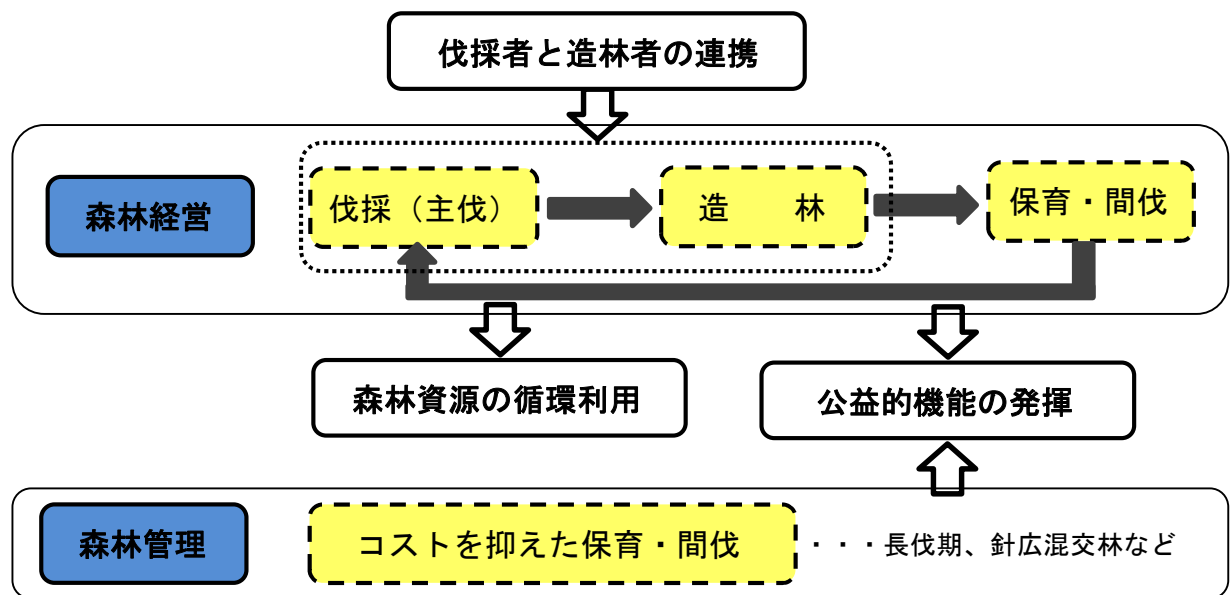 伐採者と造林者の連携
森林経営
伐採（主伐）
造　　林
保育・間伐
森林資源の循環利用
公益的機能の発揮
森林管理
コストを抑えた保育・間伐
・・・長伐期、針広混交林など